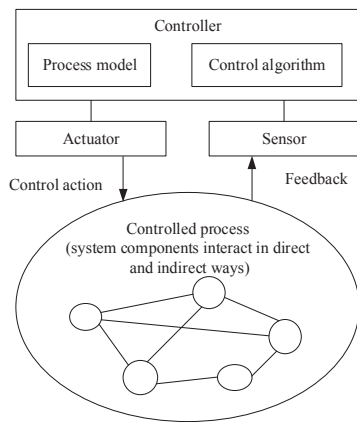 Controller
Process model
Control algorithm
Actuator
Sensor
Control action
Feedback
Controlled process
(system components interact in direct
and indirect ways)